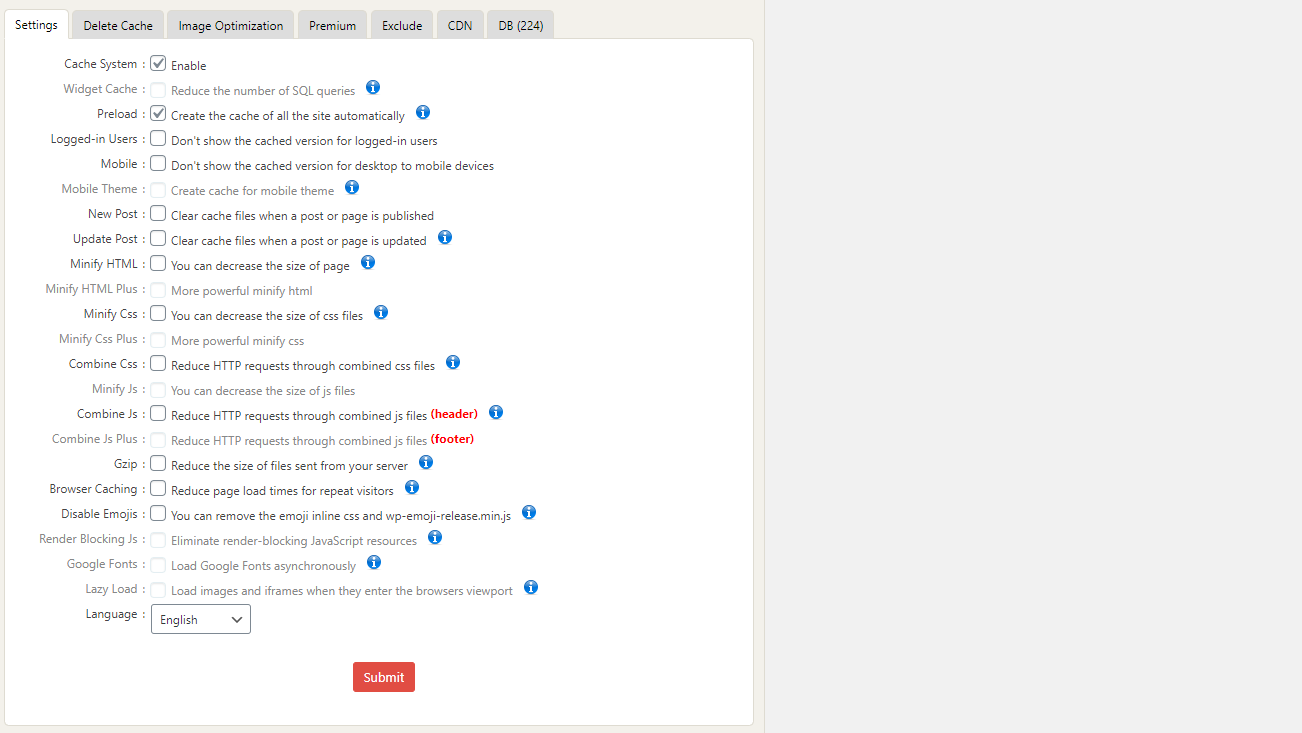 Settings Delete Cache Image Optimization Premium Exclude CDN DB (224)
Cache System : Enable
Widget Cache : Reduce the number of SQL queries
Preload : Create the cache of all the site automatically
Logged-in Users : Don't show the cached version for logged-in users
Mobile : Don't show the cached version for desktop to mobile devices
Mobile Theme : Create cache for mobile theme
New Post : Clear cache files when a post or page is published
Update Post : Clear cache files when a post or page is updated
Minify HTML : You can decrease the size of page
Minify HTML Plus : More powerful minify html
Minify Css : You can decrease the size of css files
Minify Css Plus : More powerful minify css
Combine Css : Reduce HTTP requests through combined css files
Minify Js : You can decrease the size of js files
Combine Js : Reduce HTTP requests through combined js files (header)
Combine Js Plus : Reduce HTTP requests through combined js files (footer)
Gzip : Reduce the size of files sent from your server
Browser Caching : Reduce page load times for repeat visitors
Disable Emojis : You can remove the emoji inline css and wp-emoji-release.min.js
Render Blocking Js : Eliminate render-blocking JavaScript resources
Google Fonts : Load Google Fonts asynchronously
Lazy Load : Load images and iframes when they enter the browsers viewport
Language : English
Submit